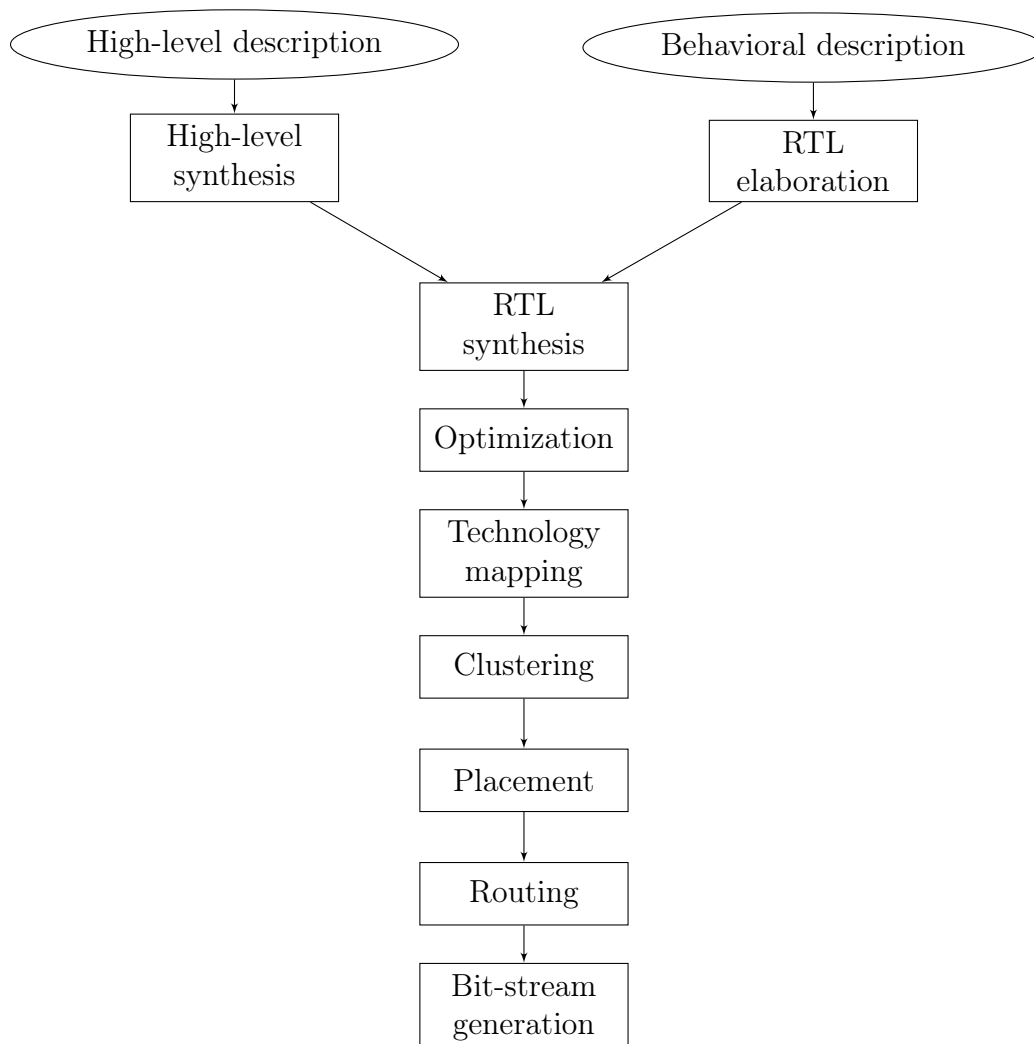 High-level description
Behavioral description
High-level
synthesis
RTL
elaboration
RTL
synthesis
Optimization
Technology
mapping
Clustering
Placement
Routing
Bit-stream
generation